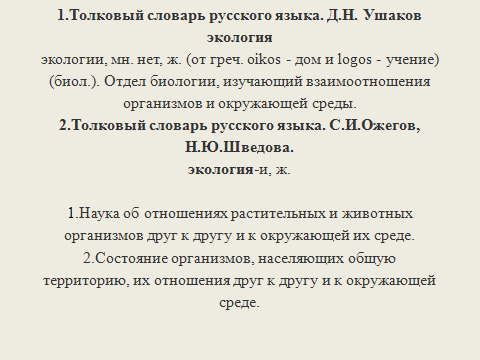 1.Толковый словарь русского языка. Д.Н. Ушаков
экология
экологии, мн. нет, ж. (от греч. oikos - дом и logos - учение)
(биол.). Отдел биологии, изучающий взаимоотношения
организмов и окружающей среды.
2.Толковый словарь русского языка. С.И.Ожегов,
Н.Ю.Шведова.
экология-и, ж.
1.Наука об отношениях растительных и животных
организмов друг к другу и к окружающей их среде.
2.Состояние организмов, населяющих общую
территорию, их отношения друг к другу и к окружающей
среде.